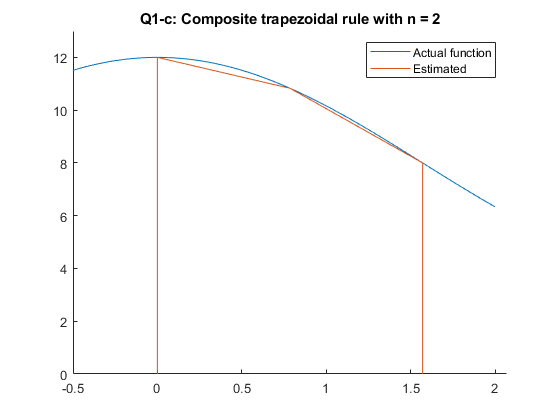 Q1-c: Composite trapezoidal rule with n = 2
Actual function
Estimated
12
10
8
6
4
2
0
-0.5 0 0.5 1 1.5 2